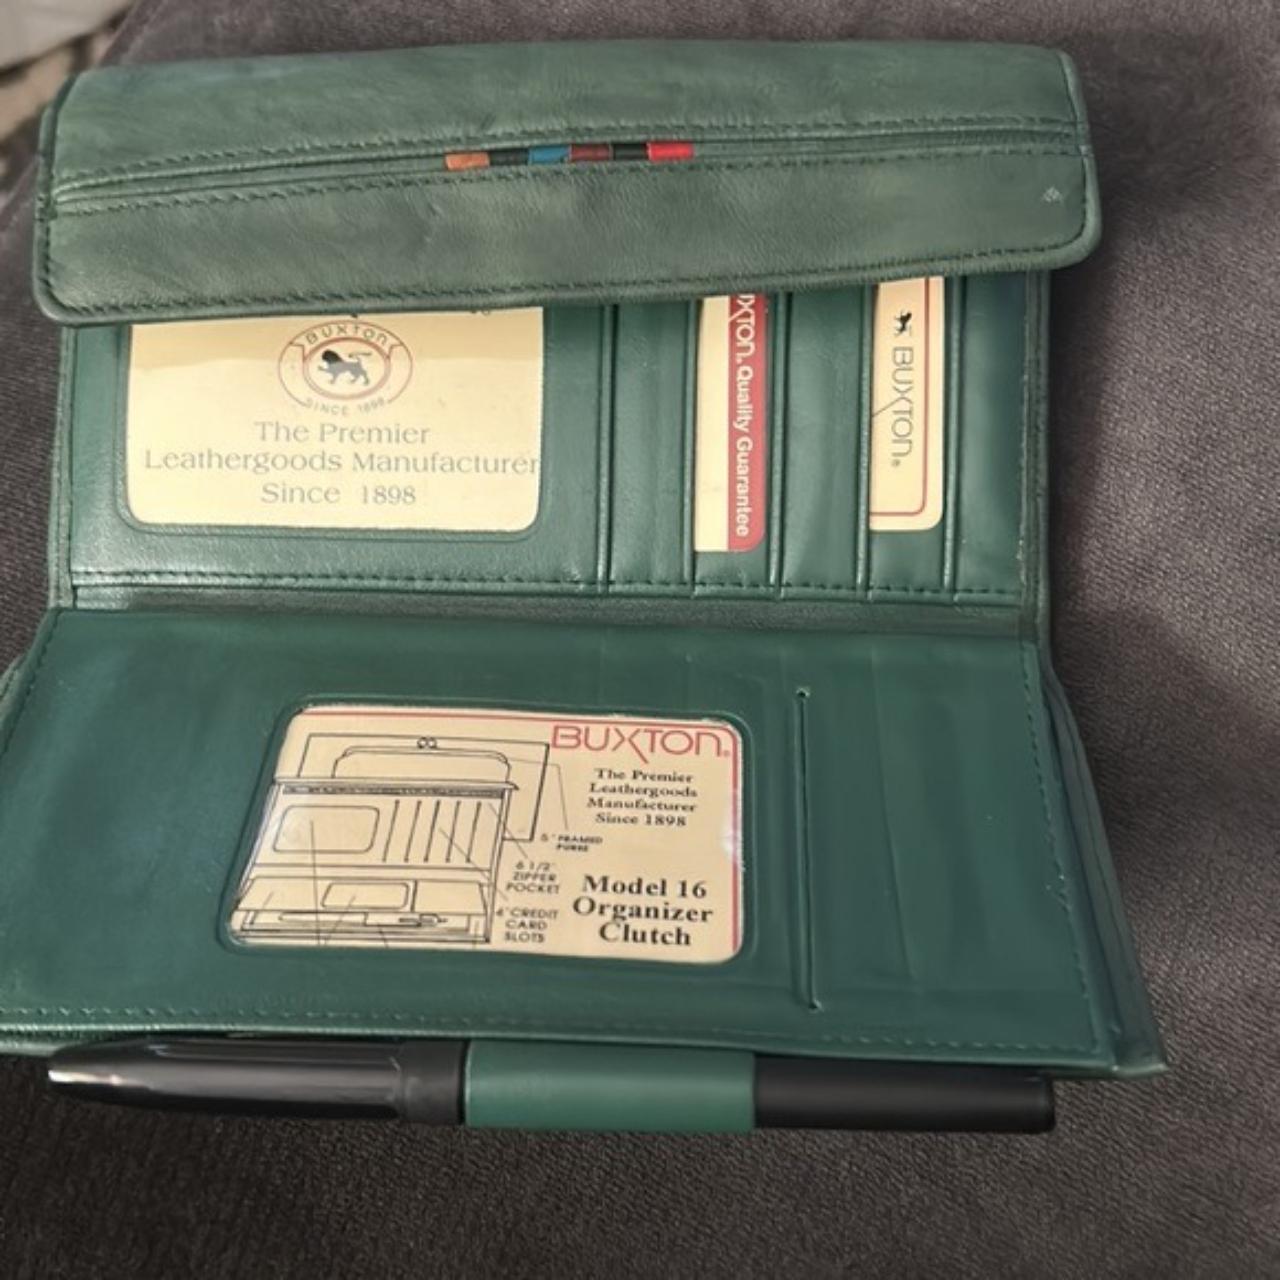 BUXTON
SINCE 1898
The Premier
Leathergoods Manufacturer
Since 1898
UXTON. Quality Guarantee
BUXTON®
BUXTON®
The Premier
Leathergoods
Manufacturer
Since 1898
5" FRAMED
PURSE
6 1/2"
ZIPPER
POCKET
4" CREDIT
CARD
SLOTS
Model 16
Organizer
Clutch